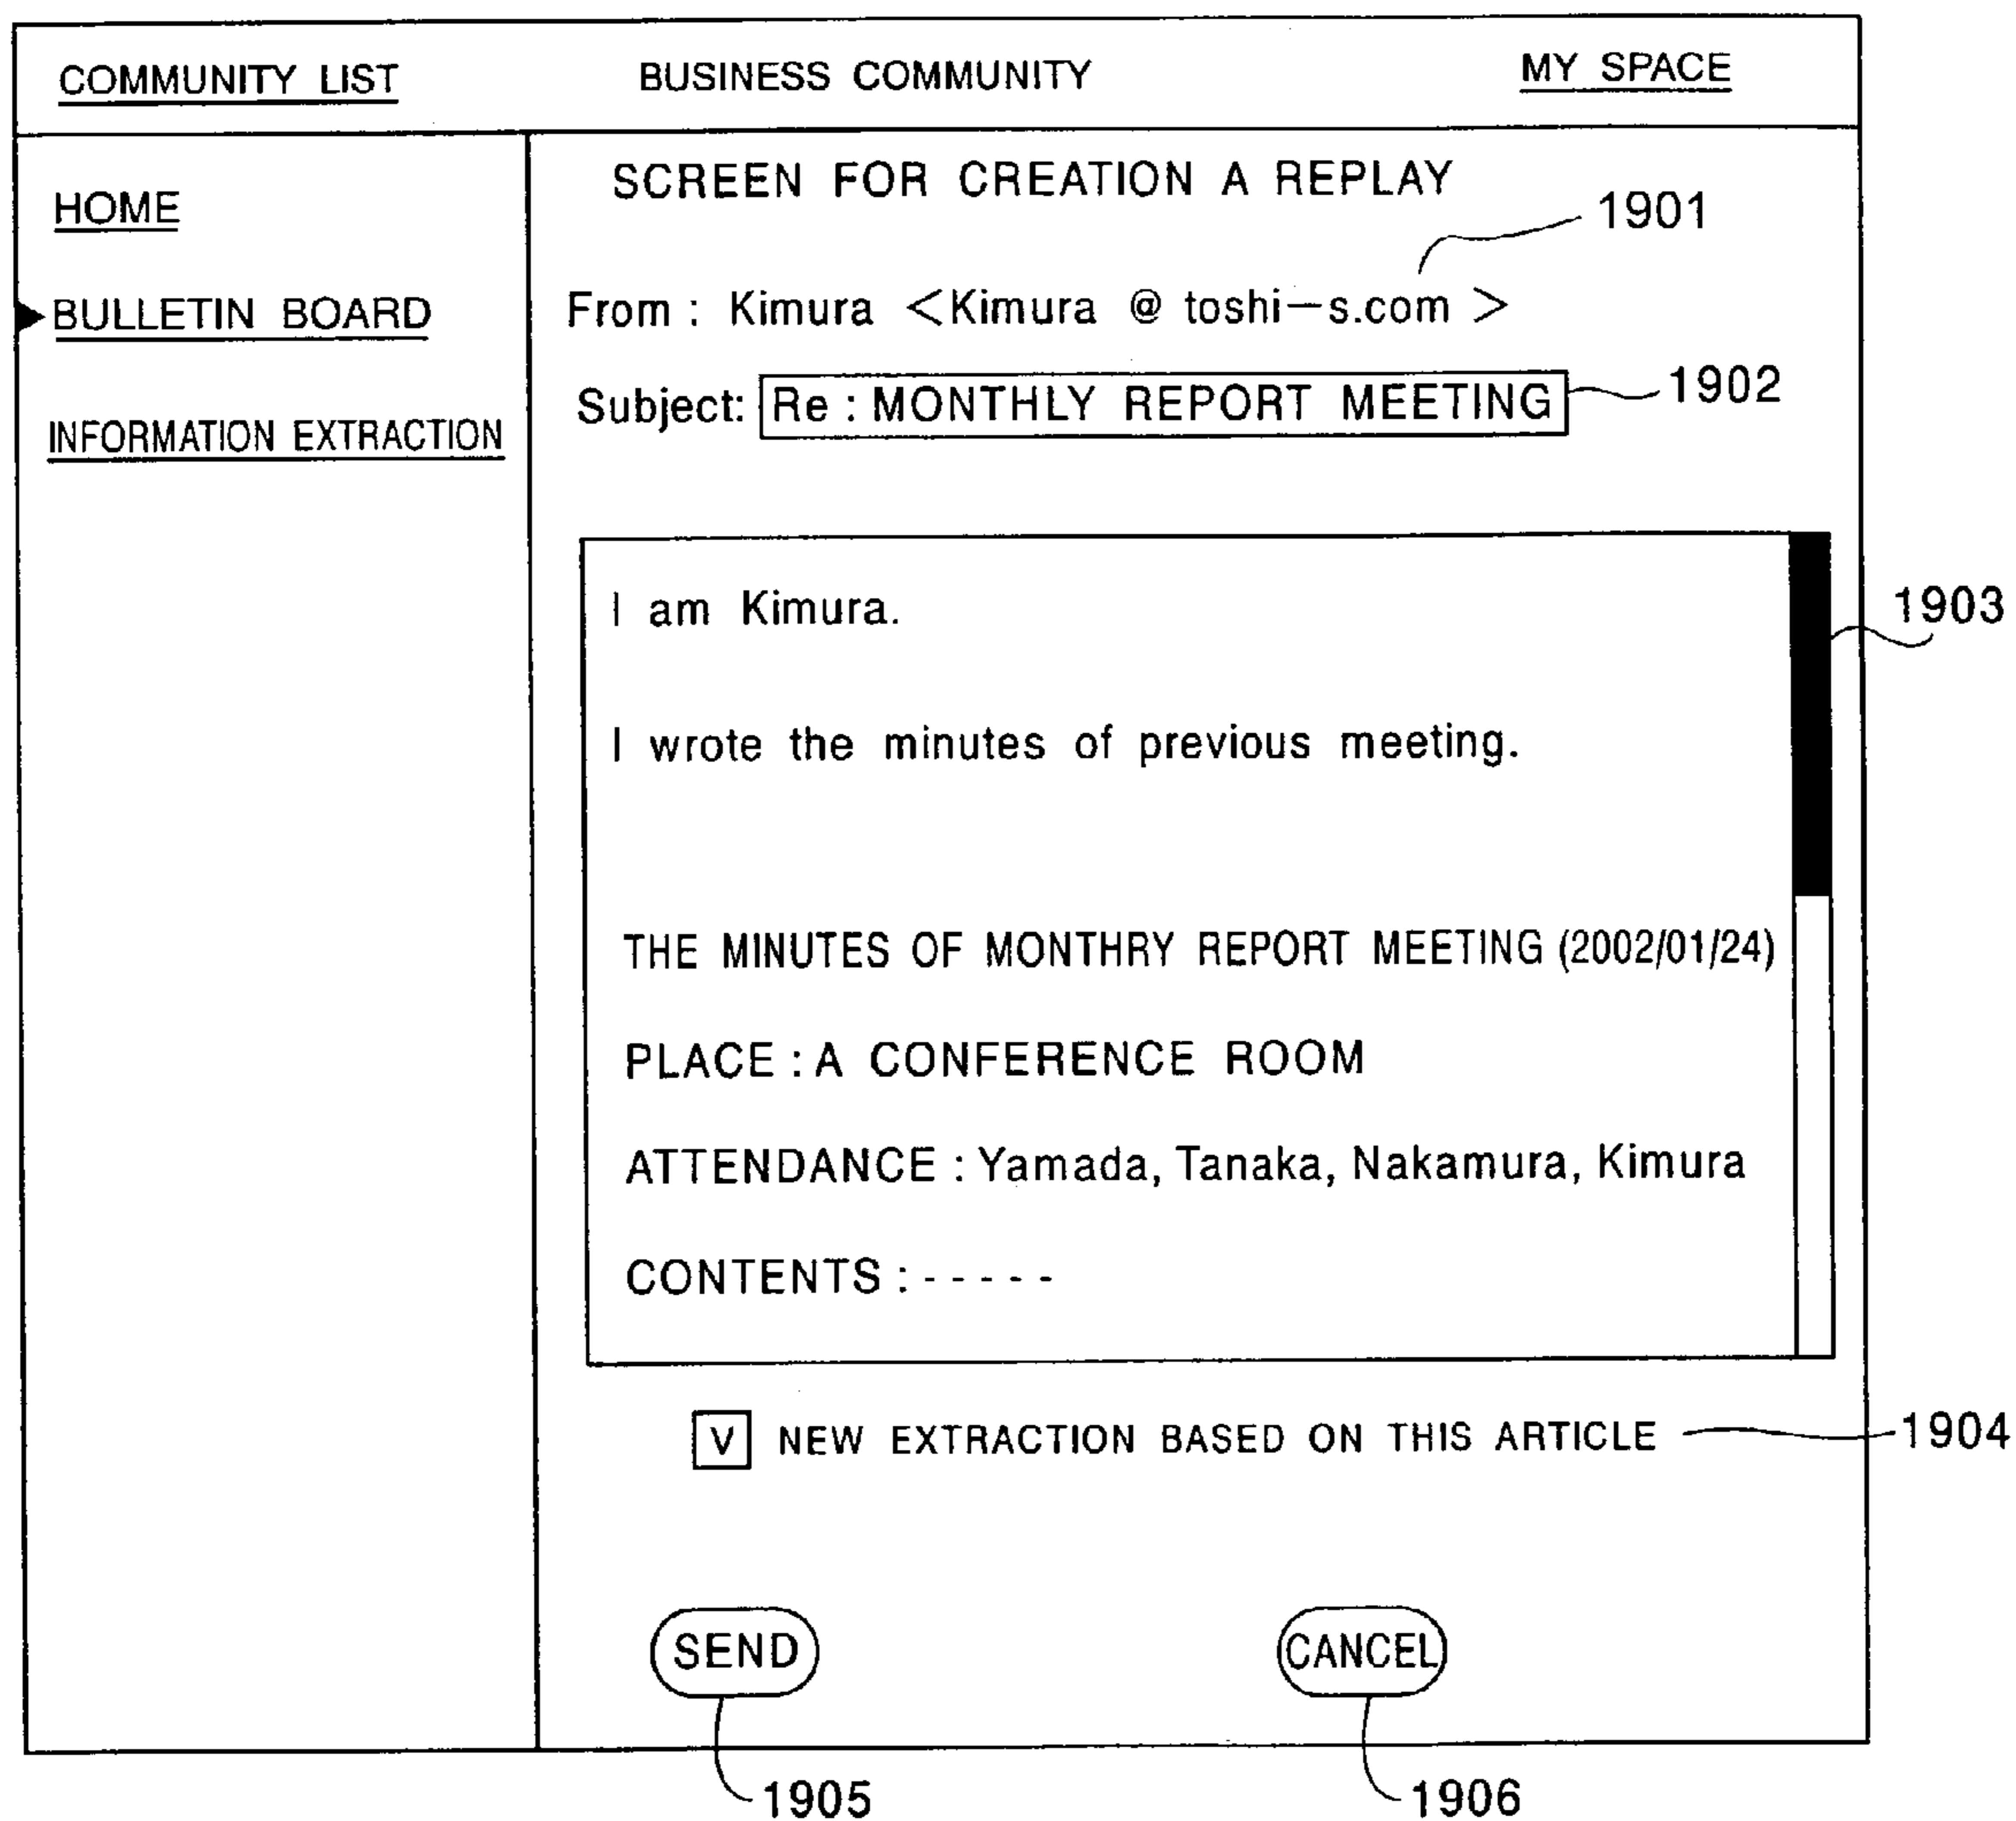 COMMUNITY LIST BUSINESS COMMUNITY MY SPACE
HOME
BULLETIN BOARD
INFORMATION EXTRACTION
SCREEN FOR CREATION A REPLAY
1901
From : Kimura <Kimura @ toshi-s.com >
Subject: Re : MONTHLY REPORT MEETING
1902
I am Kimura.
1903
I wrote the minutes of previous meeting.
THE MINUTES OF MONTHRY REPORT MEETING (2002/01/24)
PLACE : A CONFERENCE ROOM
ATTENDANCE : Yamada, Tanaka, Nakamura, Kimura
CONTENTS : - - - - -
V NEW EXTRACTION BASED ON THIS ARTICLE
1904
SEND CANCEL
1905 1906